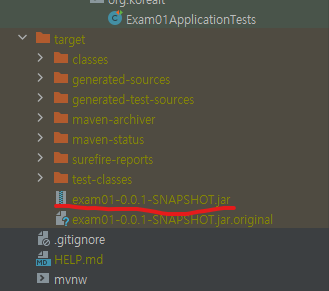 org.koreait
Exam01ApplicationTests
target
classes
generated-sources
generated-test-sources
maven-archiver
maven-status
surefire-reports
test-classes
exam01-0.0.1-SNAPSHOT.jar
exam01-0.0.1-SNAPSHOT.jar.original
.gitignore
MD HELP.md
mvnw